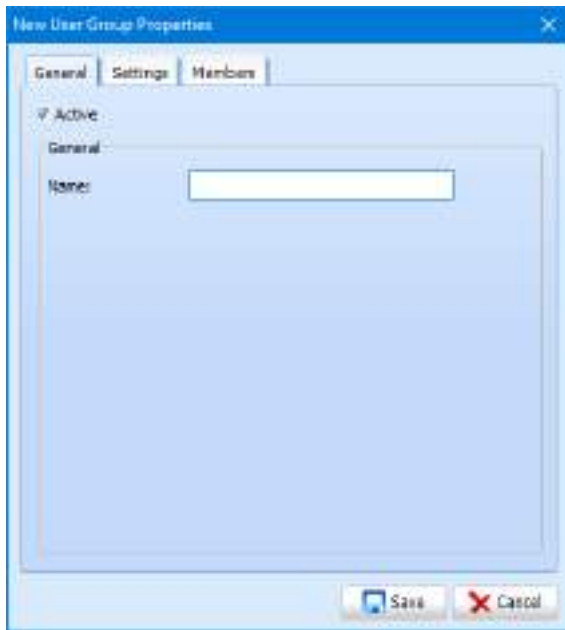 New User Group Properties
General Settings Members
Active
General
Name:
Save Cancel